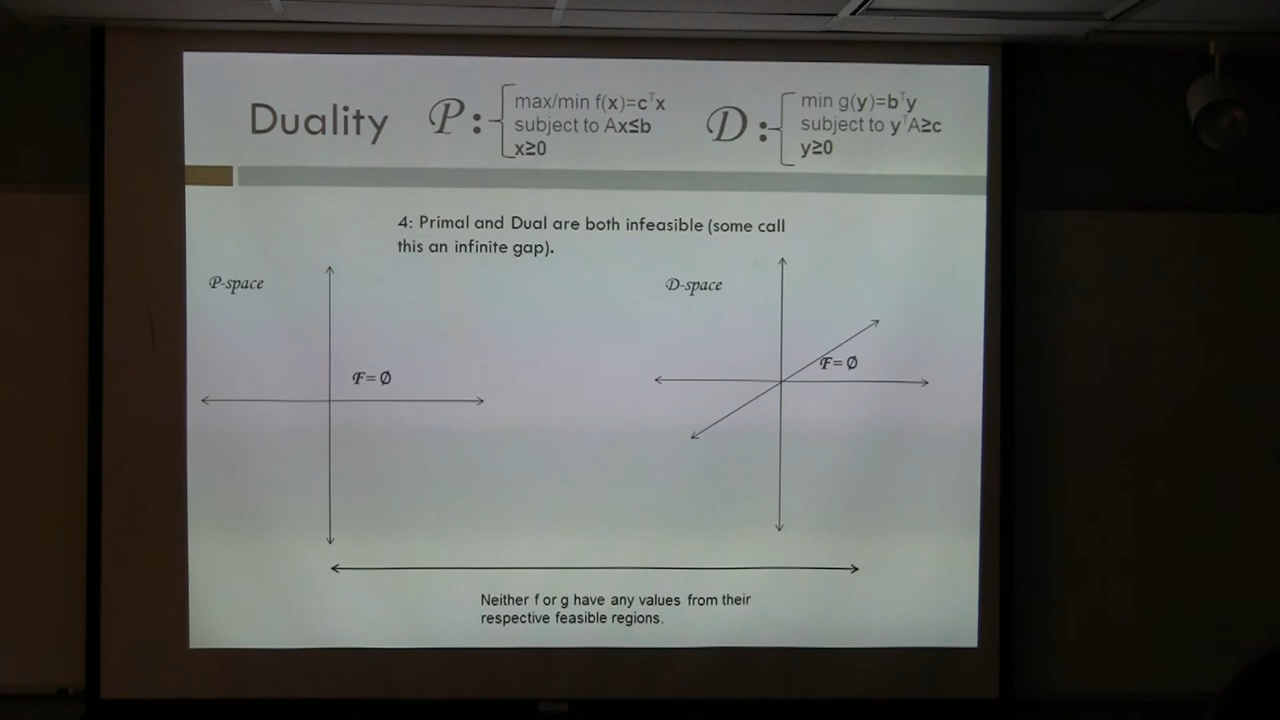 Duality
𝒫:
max/min f(x)=cᵀx
subject to Ax≤b
x≥0
𝒟:
min g(y)=bᵀy
subject to yᵀA≥c
y≥0
4: Primal and Dual are both infeasible (some call
this an infinite gap).
𝒫-space
𝒟-space
ℱ= ∅
ℱ= ∅
Neither f or g have any values from their
respective feasible regions.